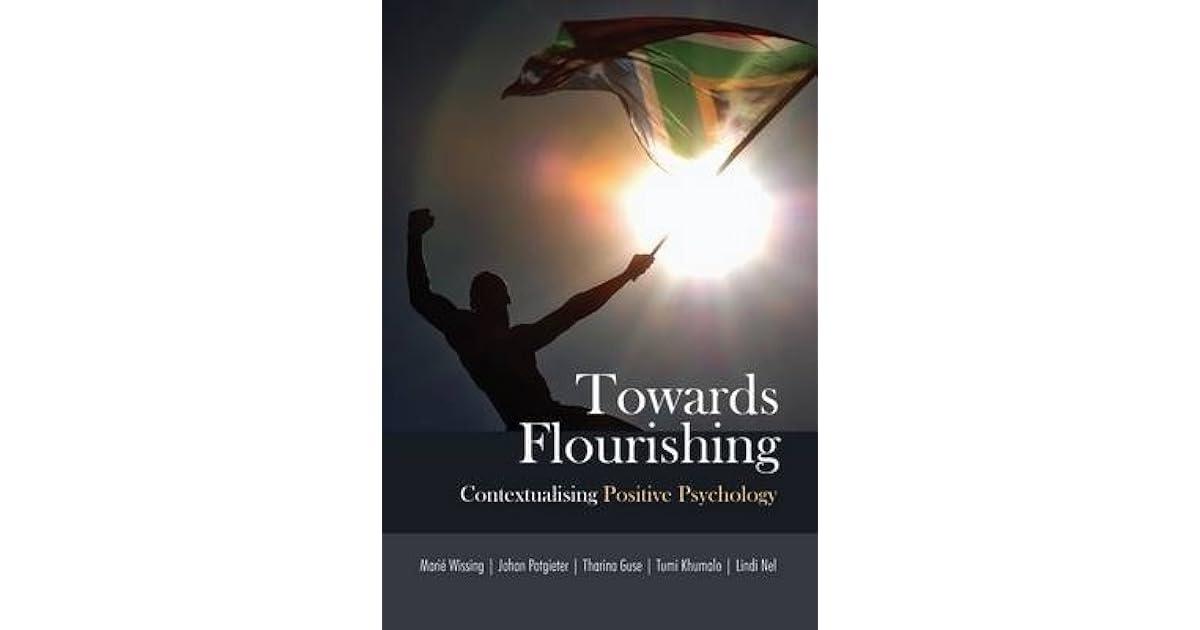 Towards
Flourishing
Contextualising Positive Psychology
Marié Wissing | Johan Potgieter | Tharina Guse | Tumi Khumalo | Lindi Nel